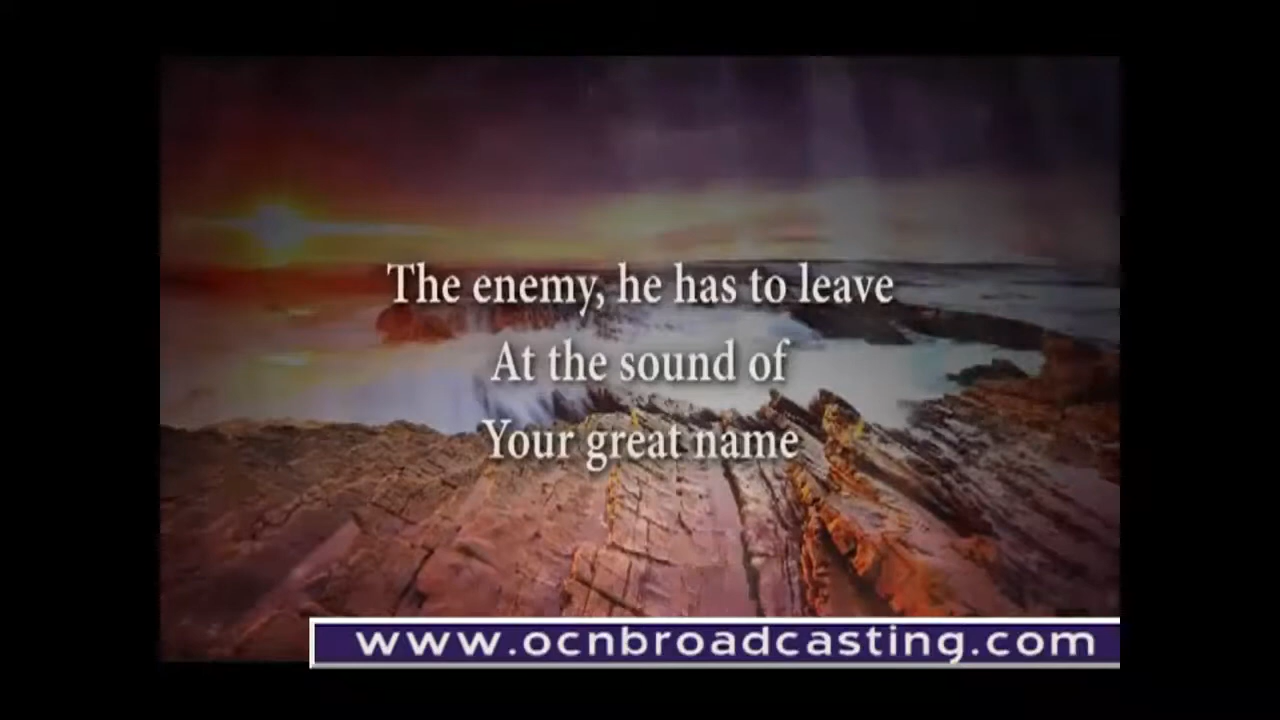 The enemy, he has to leave
At the sound of
Your great name
www.ocnbroadcasting.com